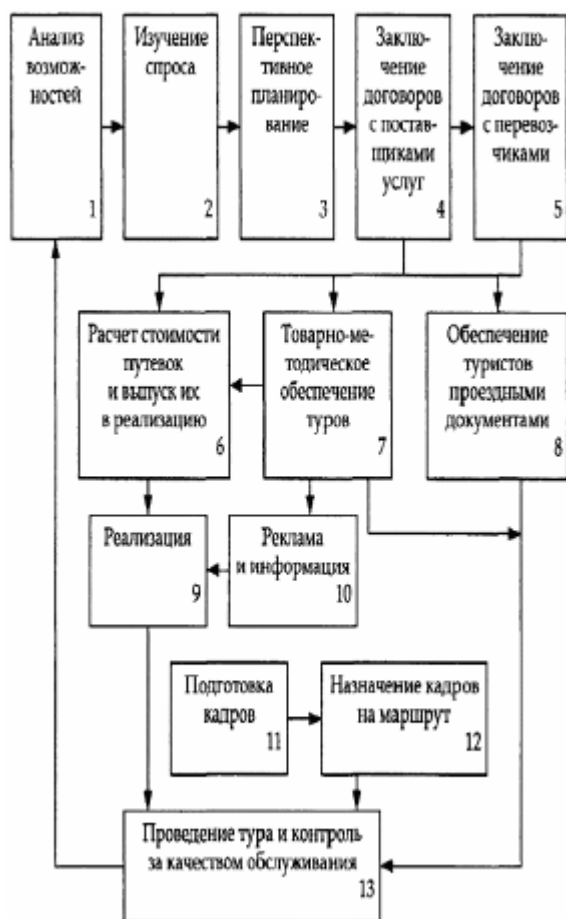 Анализ
возмож-
ностей
1
Изучение
спроса
2
Перспек-
тивное
планиро-
вание
3
Заклю-
чение
договоров
с постав-
щиками
услуг
4
Заклю-
чение
договоров
с перевоз-
чиками
5
Расчет стоимости
путевок
и выпуск их
в реализацию
6
Товарно-ме-
тодическое
обеспечение
туров
7
Обеспечение
туристов
проездными
документами
8
Реализация
9
Реклама
и информация
10
Подготовка
кадров
11
Назначение кадров
на маршрут
12
Проведение тура и контроль
за качеством обслуживания
13